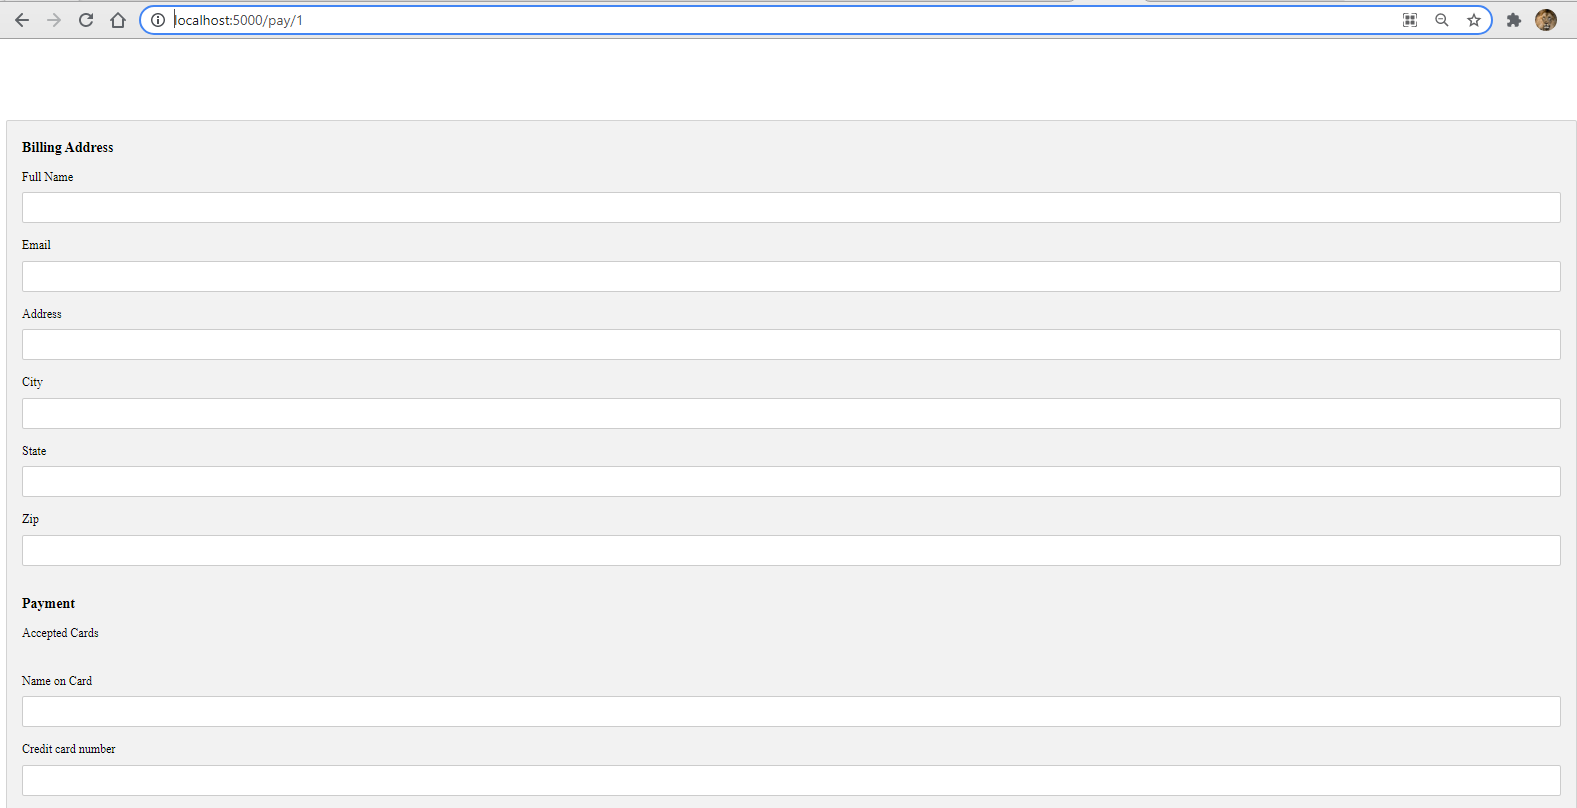 localhost:5000/pay/1
Billing Address
Full Name
Email
Address
City
State
Zip
Payment
Accepted Cards
Name on Card
Credit card number